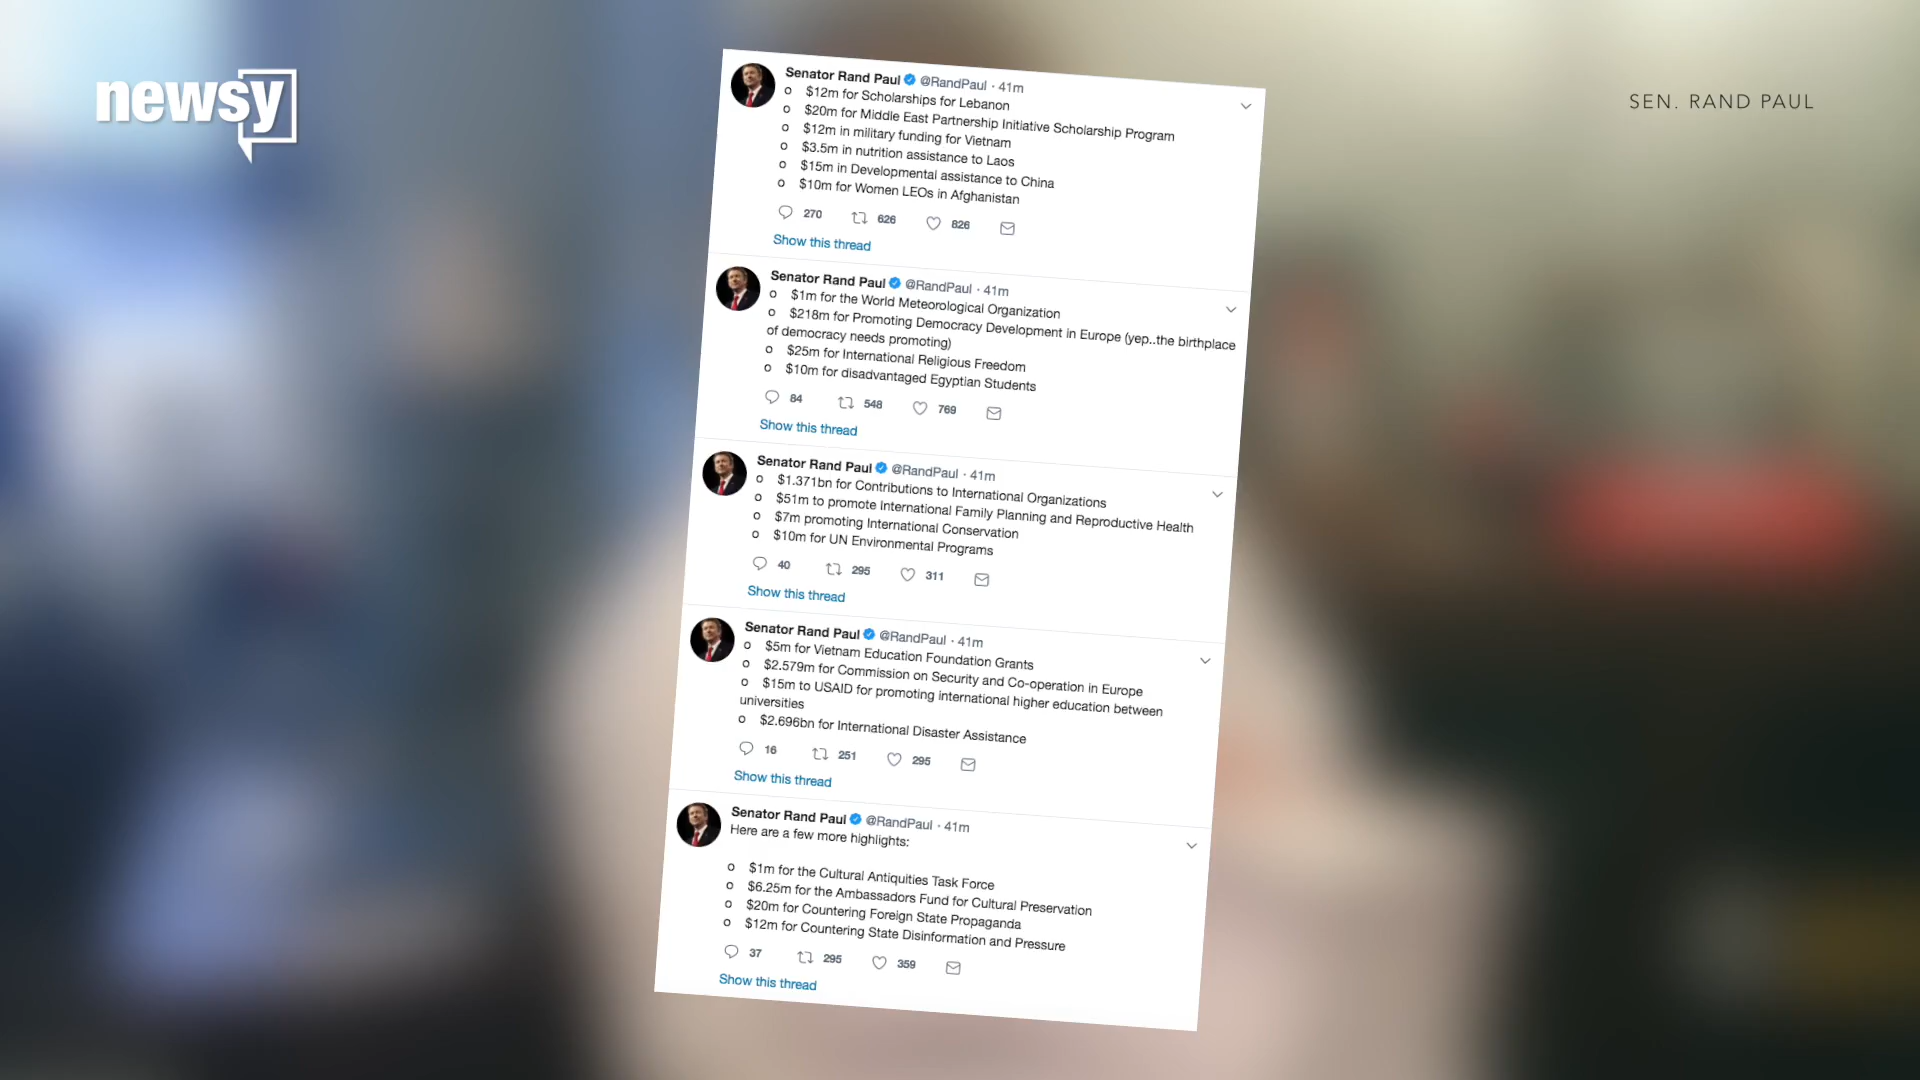 newsy
SEN. RAND PAUL
Senator Rand Paul @RandPaul · 41m
o $12m for Scholarships for Lebanon
o $20m for Middle East Partnership Initiative Scholarship Program
o $12m in military funding for Vietnam
o $3.5m in nutrition assistance to Laos
o $15m in Developmental assistance to China
o $10m for Women LEOs in Afghanistan
270 626 826
Show this thread
Senator Rand Paul @RandPaul · 41m
o $1m for the World Meteorological Organization
o $218m for Promoting Democracy Development in Europe (yep..the birthplace
of democracy needs promoting)
o $25m for International Religious Freedom
o $10m for disadvantaged Egyptian Students
84 548 769
Show this thread
Senator Rand Paul @RandPaul · 41m
o $1.371bn for Contributions to International Organizations
o $51m to promote International Family Planning and Reproductive Health
o $7m promoting International Conservation
o $10m for UN Environmental Programs
40 295 311
Show this thread
Senator Rand Paul @RandPaul · 41m
o $5m for Vietnam Education Foundation Grants
o $2.579m for Commission on Security and Co-operation in Europe
o $15m to USAID for promoting international higher education between
universities
o $2.696bn for International Disaster Assistance
16 251 295
Show this thread
Senator Rand Paul @RandPaul · 41m
Here are a few more highlights:
o $1m for the Cultural Antiquities Task Force
o $6.25m for the Ambassadors Fund for Cultural Preservation
o $20m for Countering Foreign State Propaganda
o $12m for Countering State Disinformation and Pressure
37 295 359
Show this thread